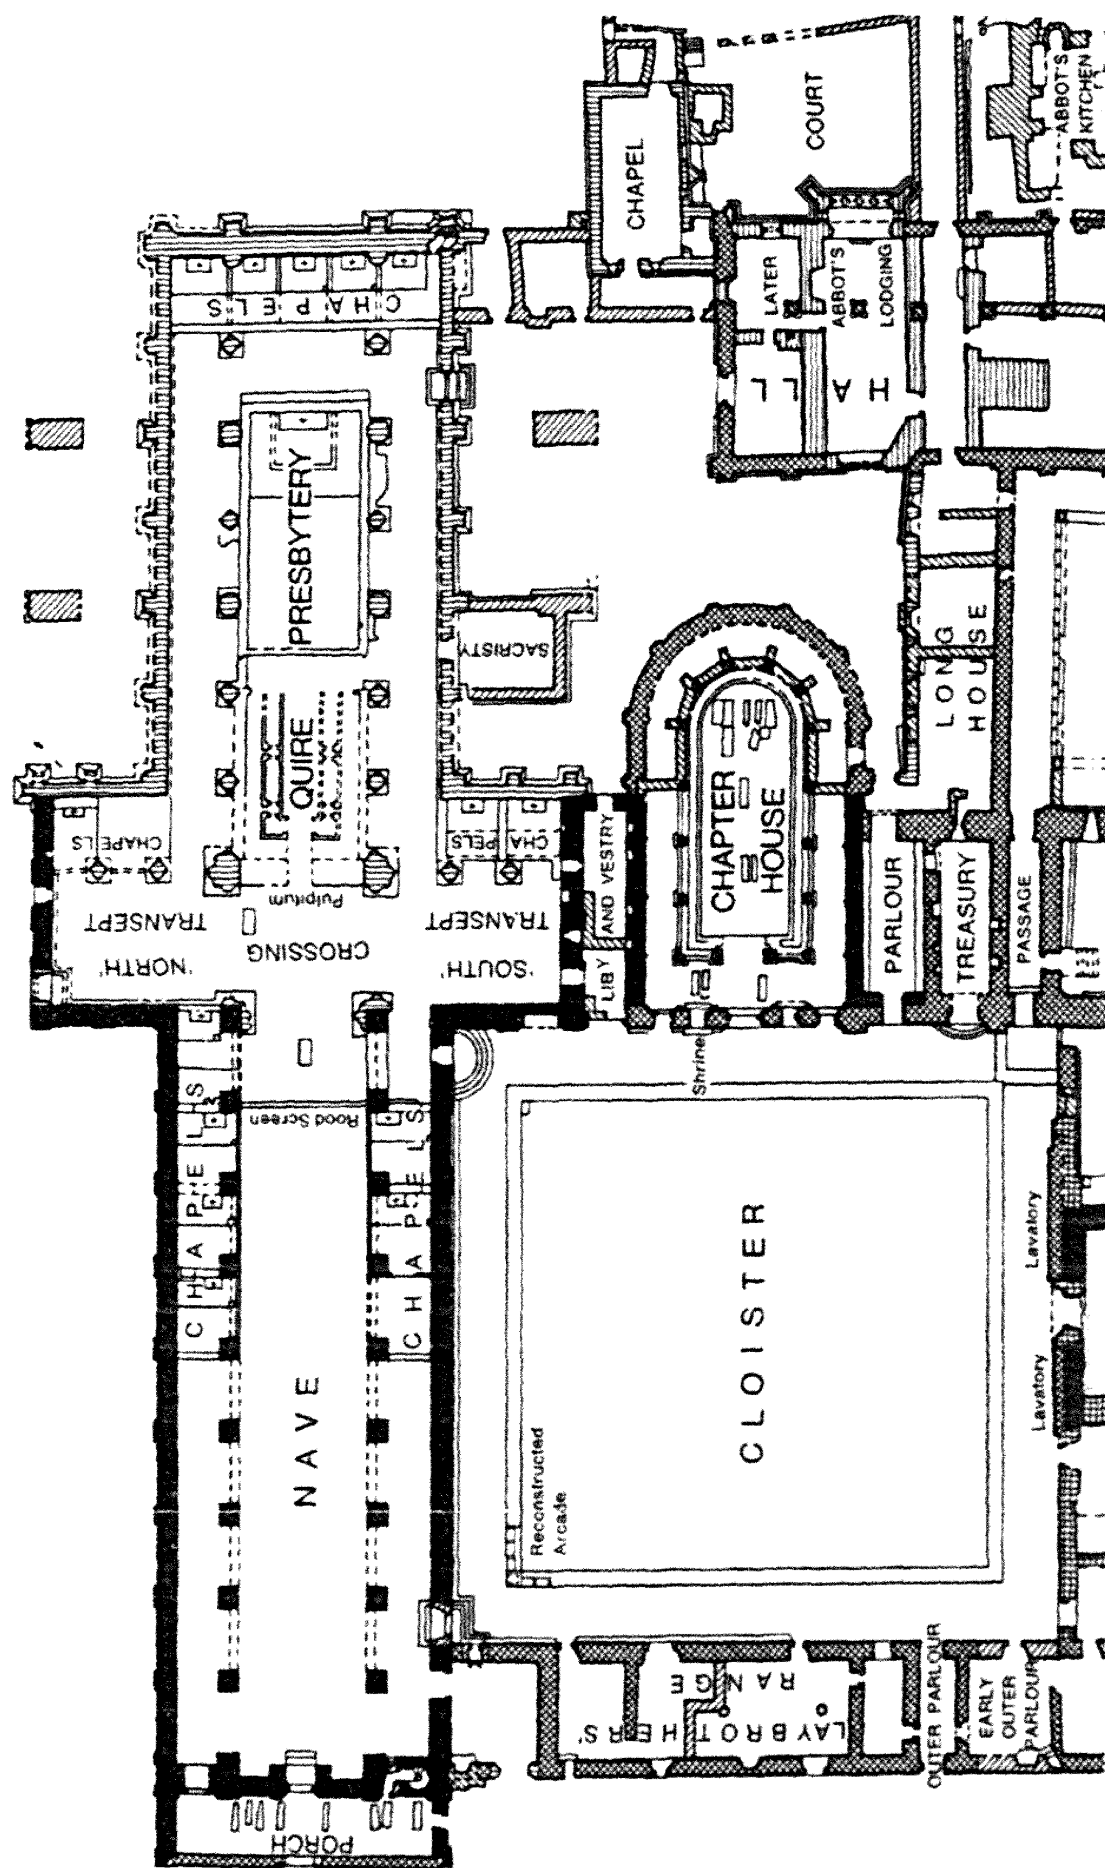 CHAPEL
COURT
ABBOT'S
KITCHEN
CHAPELS
LATER
ABBOT'S
LODGING
HALL
PRESBYTERY
SACRISTY
LONG
HOUSE
QUIRE
CHAPELS
CHAPELS
Pulpitum
'NORTH'
TRANSEPT
CROSSING
'SOUTH'
TRANSEPT
LIBY AND VESTRY
CHAPTER
HOUSE
PARLOUR
TREASURY
PASSAGE
Shrine
Rood Screen
CHAPELS
CHAPELS
NAVE
CLOISTER
Lavatory
Lavatory
Reconstructed
Arcade
LAYBROTHERS'
RANGE
OUTER PARLOUR
EARLY
OUTER
PARLOUR
PORCH